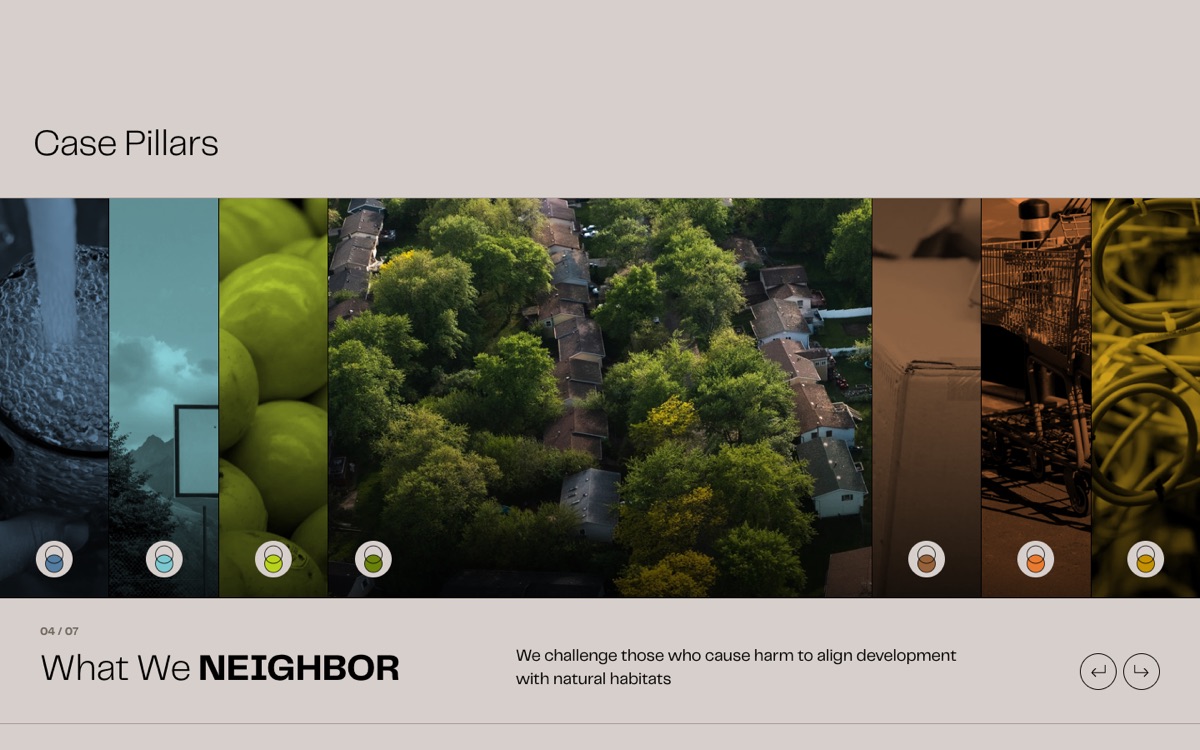 Case Pillars
04 / 07
What We NEIGHBOR
We challenge those who cause harm to align development
with natural habitats